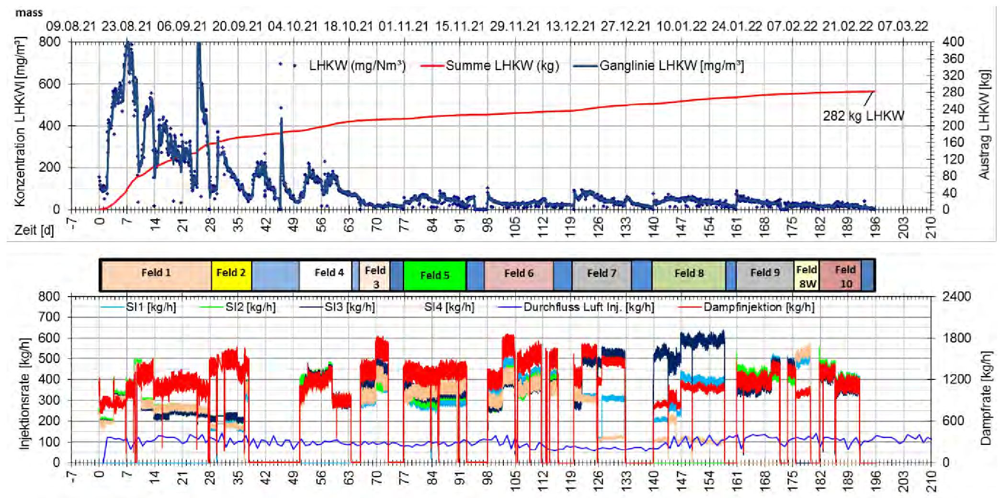 mass
09.08.21 23.08.21 06.09.21 20.09.21 04.10.21 18.10.21 01.11.21 15.11.21 29.11.21 13.12.21 27.12.21 10.01.22 24.01.22 07.02.22 21.02.22 07.03.22
Konzentration LHKWl [mg/m³]
800
600
400
200
0
LHKW (mg/Nm³) Summe LHKW (kg) Ganglinie LHKW [mg/m³]
282 kg LHKW
400
360
320
280
240
200
160
120
80
40
0
Austrag LHKW [kg]
Zeit [d]
-7 0 7 14 21 28 35 42 49 56 63 70 77 84 91 98 105 112 119 126 133 140 147 154 161 168 175 182 189 196 203 210
Feld 1 Feld 2 Feld 4 Feld 3 Feld 5 Feld 6 Feld 7 Feld 8 Feld 9 Feld 8W Feld 10
Injektionsrate [kg/h]
800
700
600
500
400
300
200
100
0
SI1 [kg/h] SI2 [kg/h] SI3 [kg/h] SI4 [kg/h] Durchfluss Luft Inj. [kg/h] Dampfinjektion [kg/h]
2400
1800
1200
600
0
Dampfrate [kg/h]
-7 0 7 14 21 28 35 42 49 56 63 70 77 84 91 98 105 112 119 126 133 140 147 154 161 168 175 182 189 196 203 210